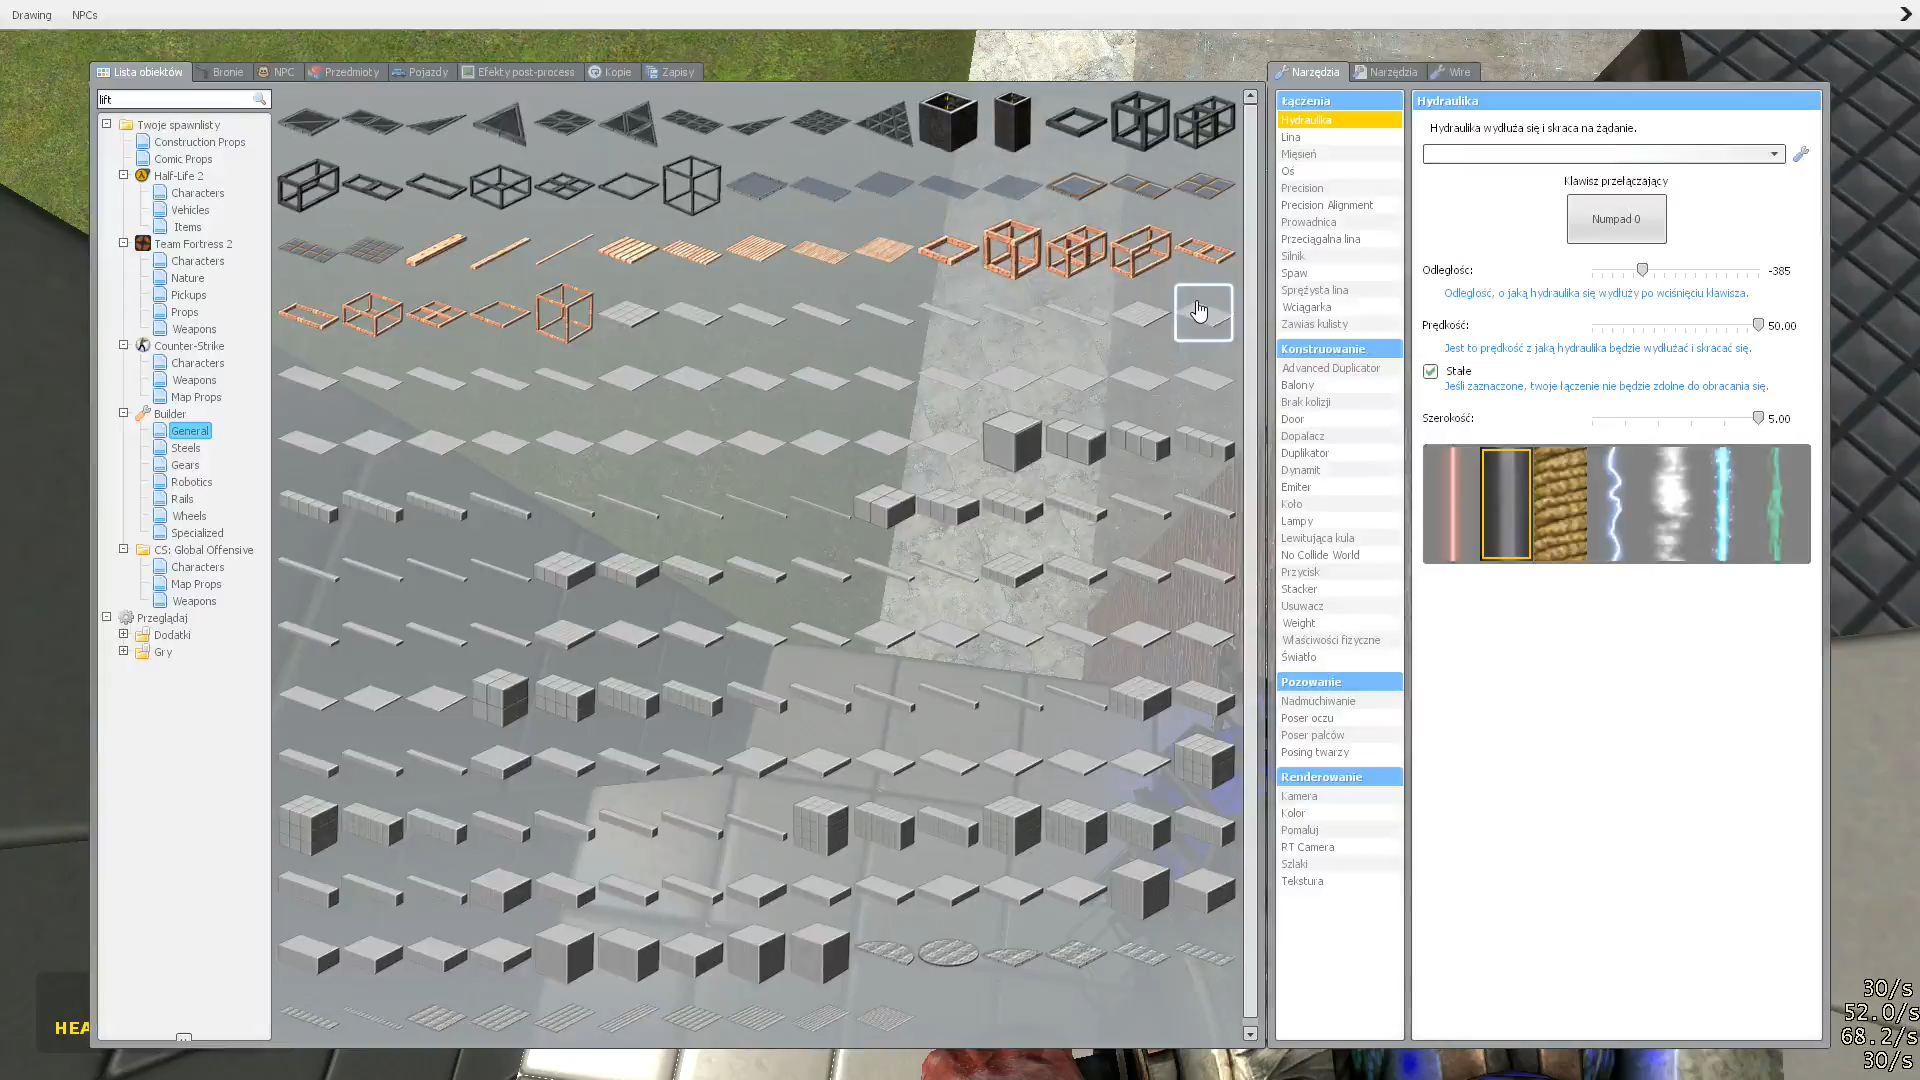 Drawing NPCs
Lista obiektów Bronie NPC Przedmioty Pojazdy Efekty post-process Kopie Zapisy
lift
Twoje spawnlisty
Construction Props
Comic Props
Half-Life 2
Characters
Vehicles
Items
Team Fortress 2
Characters
Nature
Pickups
Props
Weapons
Counter-Strike
Characters
Weapons
Map Props
Builder
General
Steels
Gears
Robotics
Rails
Wheels
Specialized
CS: Global Offensive
Characters
Map Props
Weapons
Przeglądaj
Dodatki
Gry
HEA
Narzędzia Narzędzia Wire
Łączenia
Hydraulika
Lina
Mięsień
Oś
Precision
Precision Alignment
Prowadnica
Przeciągalna lina
Silnik
Spaw
Sprężysta lina
Wciągarka
Zawias kulisty
Konstruowanie
Advanced Duplicator
Balony
Brak kolizji
Door
Dopalacz
Duplikator
Dynamit
Emiter
Koło
Lampy
Lewitująca kula
No Collide World
Przycisk
Stacker
Usuwacz
Weight
Właściwości fizyczne
Światło
Pozowanie
Nadmuchiwanie
Poser oczu
Poser palców
Posing twarzy
Renderowanie
Kamera
Kolor
Pomaluj
RT Camera
Szlaki
Tekstura
Hydraulika
Hydraulika wydłuża się i skraca na żądanie.
Klawisz przełączający
Numpad 0
Odległość: -385
Odległość, o jaką hydraulika się wydłuży po wciśnięciu klawisza.
Prędkość: 50.00
Jest to prędkość z jaką hydraulika będzie wydłużać i skracać się.
Stałe
Jeśli zaznaczone, twoje łączenie nie będzie zdolne do obracania się.
Szerokość: 5.00
30/s
52.0/s
68.2/s
30/s